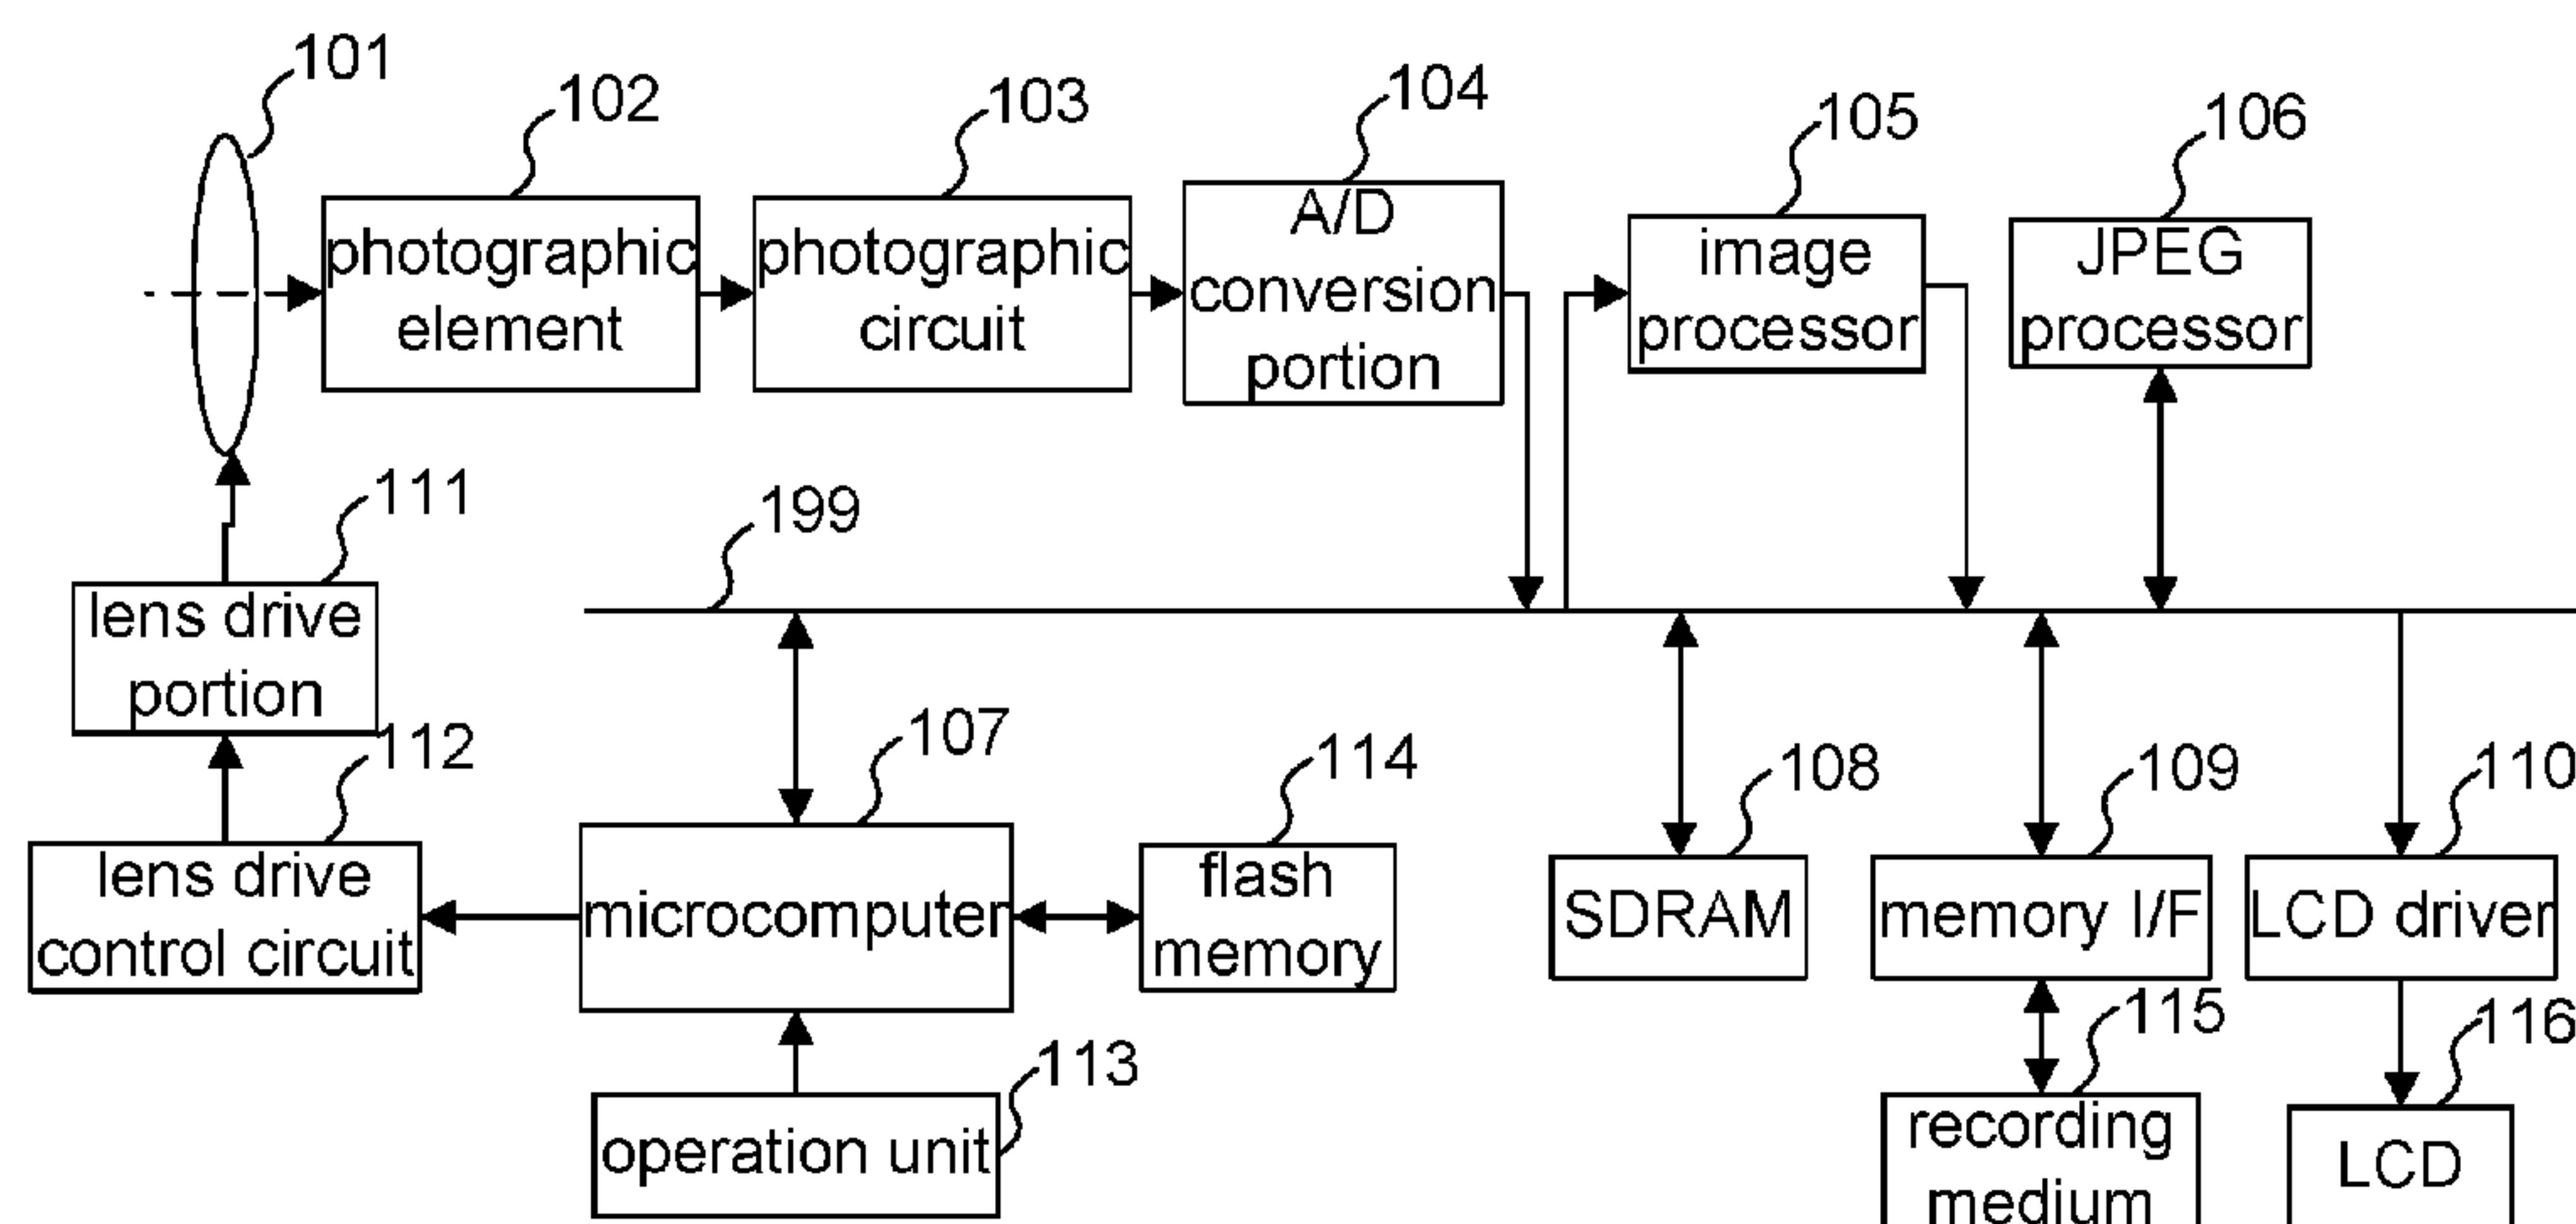 101
102
103
104
105
106
photographic
element
photographic
circuit
A/D
conversion
portion
image
processor
JPEG
processor
111
199
lens drive
portion
112
107
114
108
109
110
lens drive
control circuit
microcomputer
flash
memory
SDRAM
memory I/F
LCD driver
113
115
116
operation unit
recording
medium
LCD